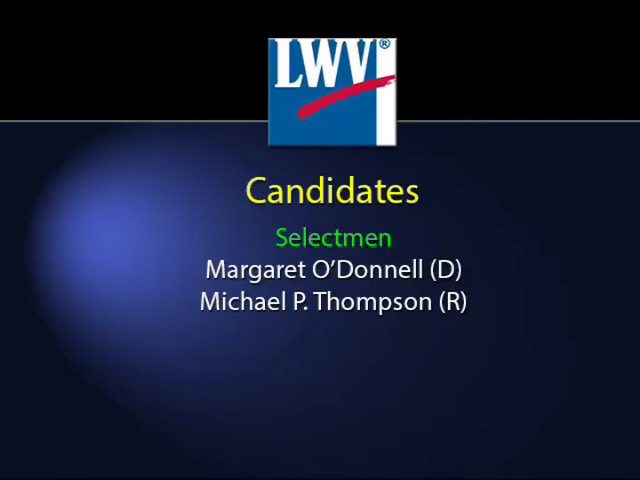 LWV®
Candidates
Selectmen
Margaret O’Donnell (D)
Michael P. Thompson (R)